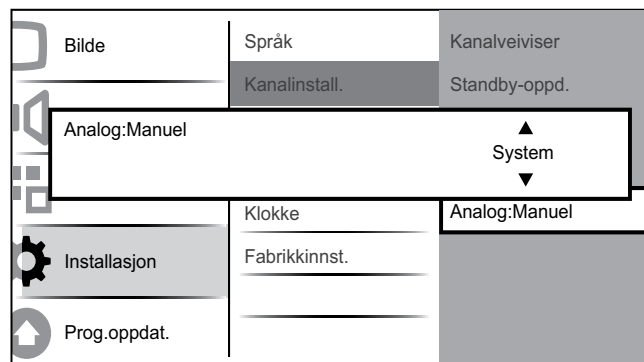 Bilde
Språk
Kanalveiviser
Kanalinstall.
Standby-oppd.
Analog:Manuel
System
Klokke
Analog:Manuel
Installasjon
Fabrikkinnst.
Prog.oppdat.